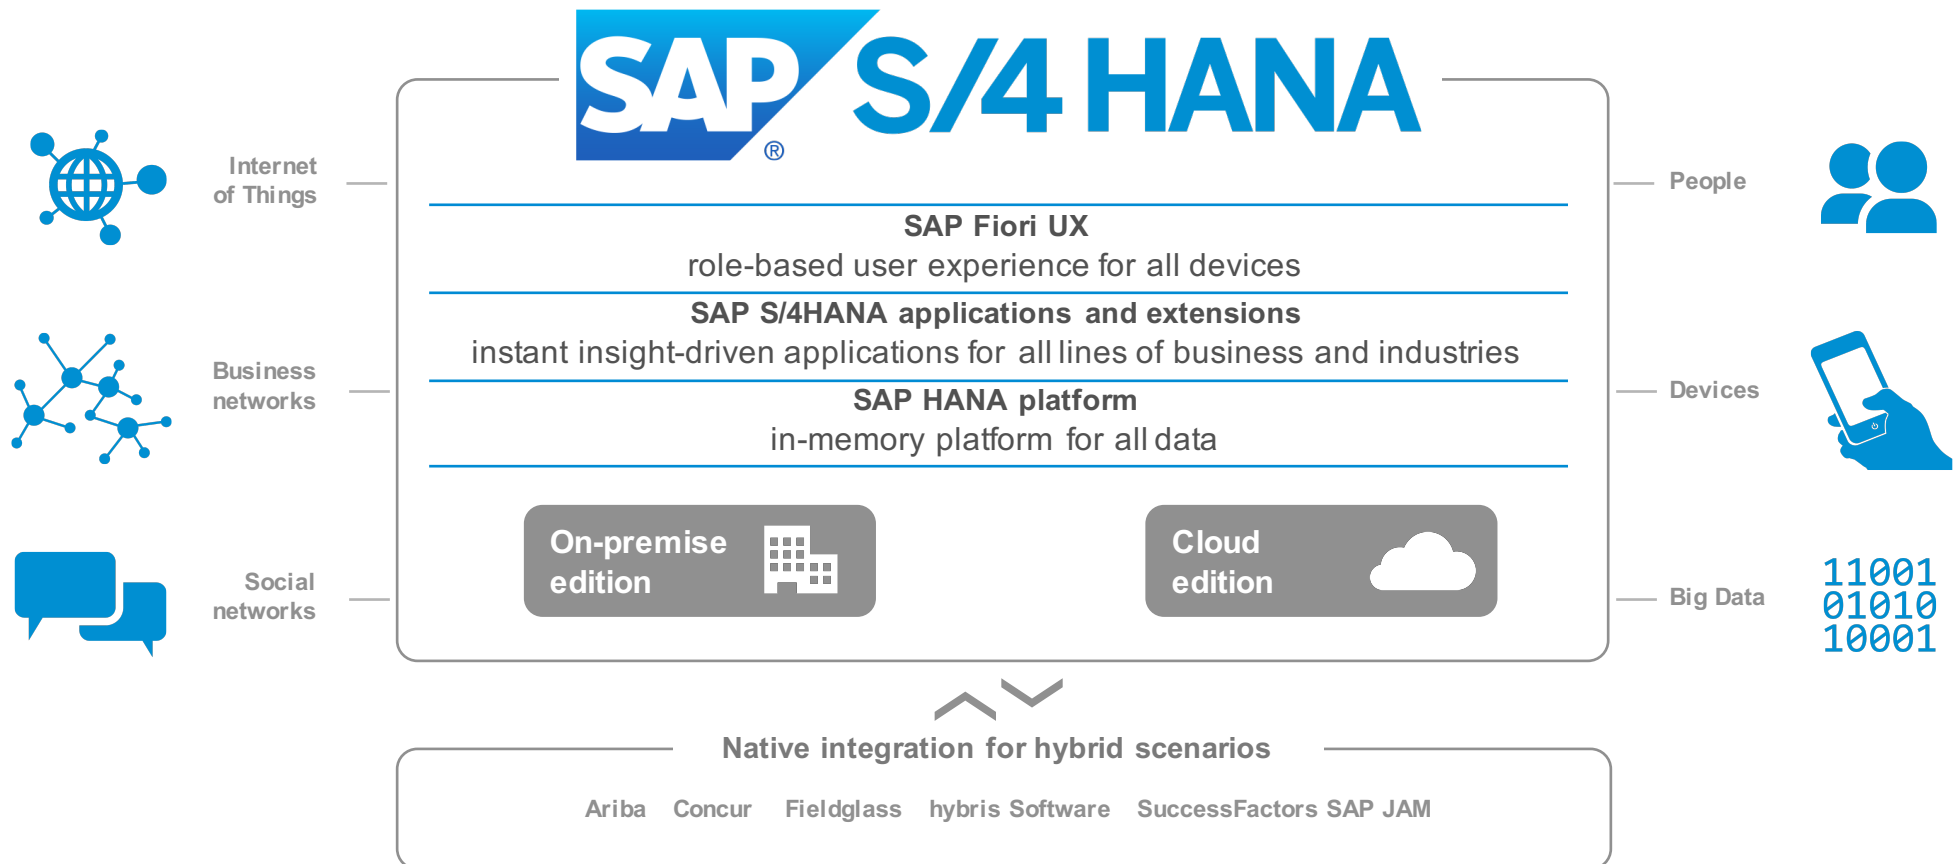 SAP ® S/4 HANA
Internet
of Things
Business
networks
Social
networks
SAP Fiori UX
role-based user experience for all devices
SAP S/4HANA applications and extensions
instant insight-driven applications for all lines of business and industries
SAP HANA platform
in-memory platform for all data
On-premise
edition
Cloud
edition
People
Devices
Big Data
11001
01010
10001
Native integration for hybrid scenarios
Ariba Concur Fieldglass hybris Software SuccessFactors SAP JAM